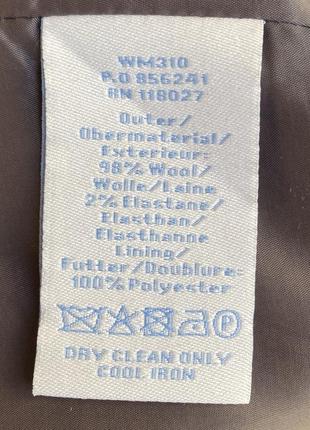 WM310
P.O 856241
RN 118027
Outer/
Obermaterial/
Exterieur:
98% Wool/
Wolle/Laine
2% Elastane/
Elasthan/
Elasthanne
Lining/
Futter/Doublure:
100% Polyester
P
DRY CLEAN ONLY
COOL IRON